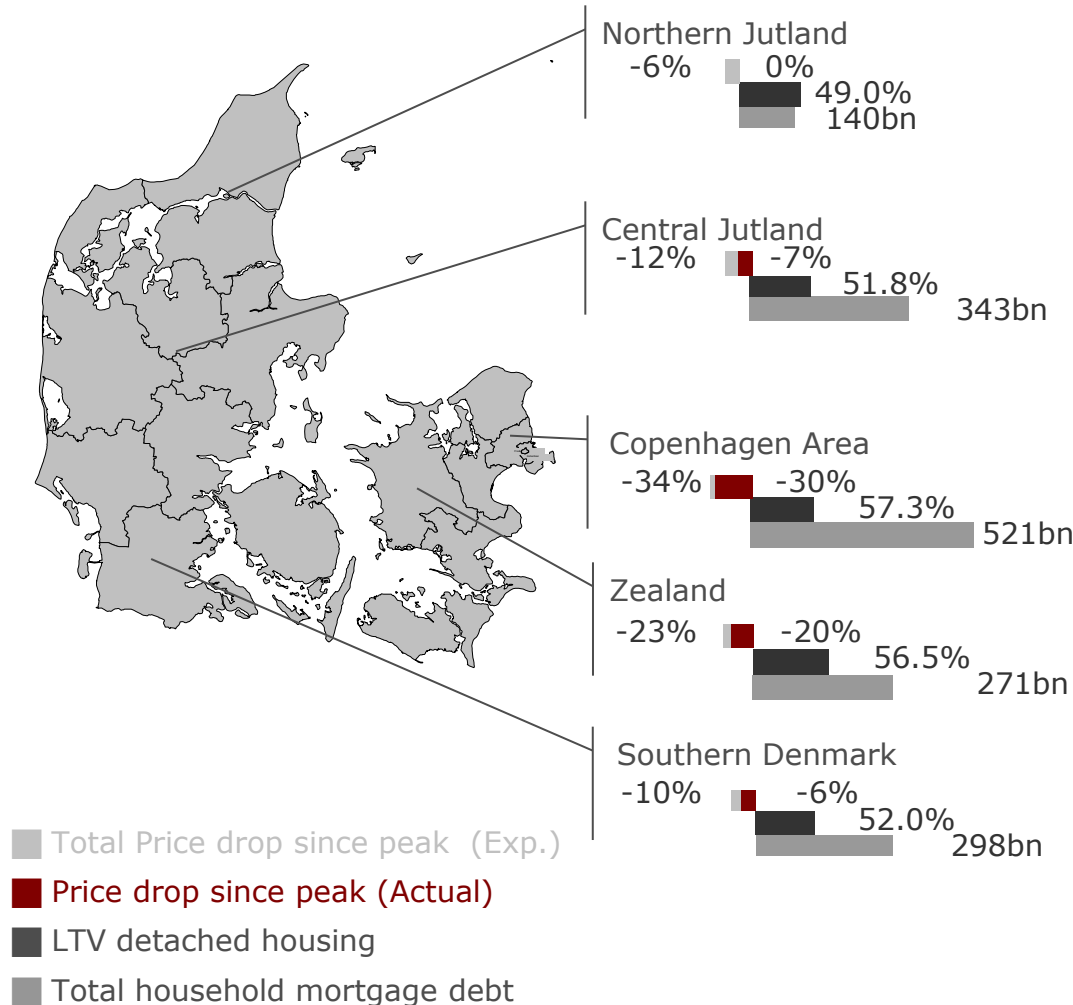 Northern Jutland
-6% 0%
49.0%
140bn
Central Jutland
-12% -7%
51.8%
343bn
Copenhagen Area
-34% -30%
57.3%
521bn
Zealand
-23% -20%
56.5%
271bn
Southern Denmark
-10% -6%
52.0%
298bn
Total Price drop since peak (Exp.)
Price drop since peak (Actual)
LTV detached housing
Total household mortgage debt